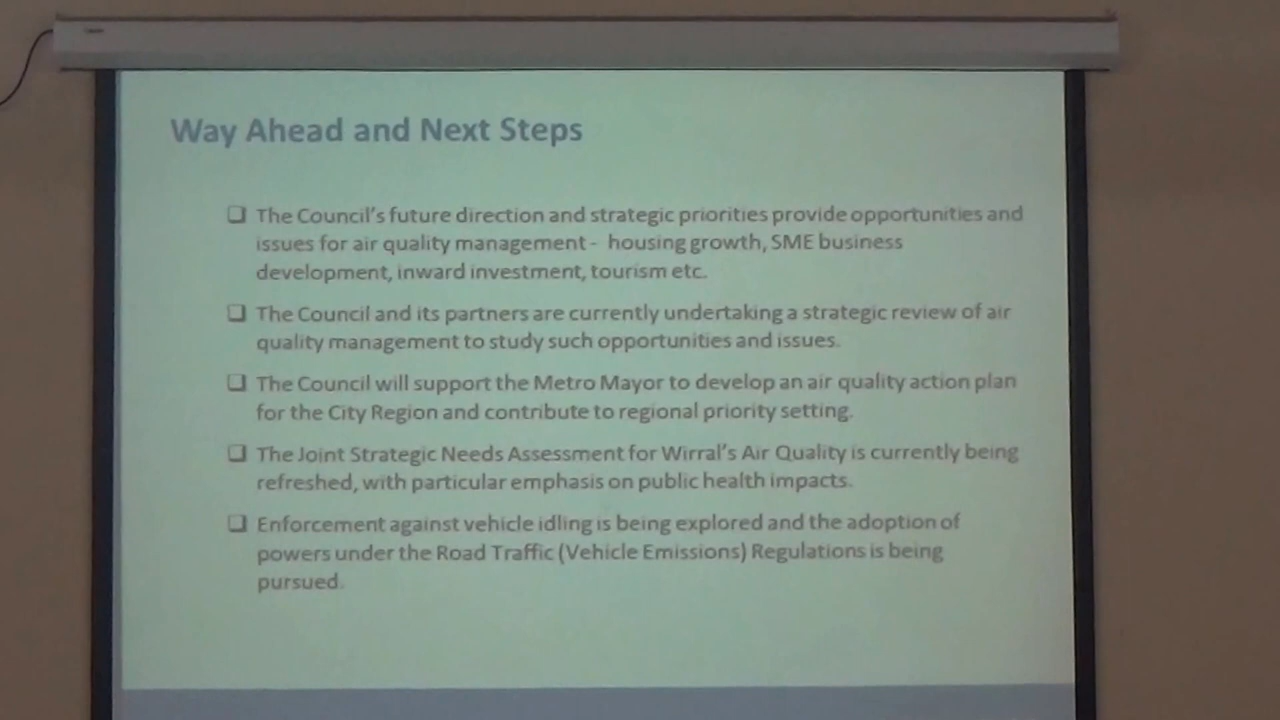 Way Ahead and Next Steps
The Council's future direction and strategic priorities provide opportunities and
issues for air quality management - housing growth, SME business
development, inward investment, tourism etc.
The Council and its partners are currently undertaking a strategic review of air
quality management to study such opportunities and issues.
The Council will support the Metro Mayor to develop an air quality action plan
for the City Region and contribute to regional priority setting.
The Joint Strategic Needs Assessment for Wirral's Air Quality is currently being
refreshed, with particular emphasis on public health impacts.
Enforcement against vehicle idling is being explored and the adoption of
powers under the Road Traffic (Vehicle Emissions) Regulations is being
pursued.